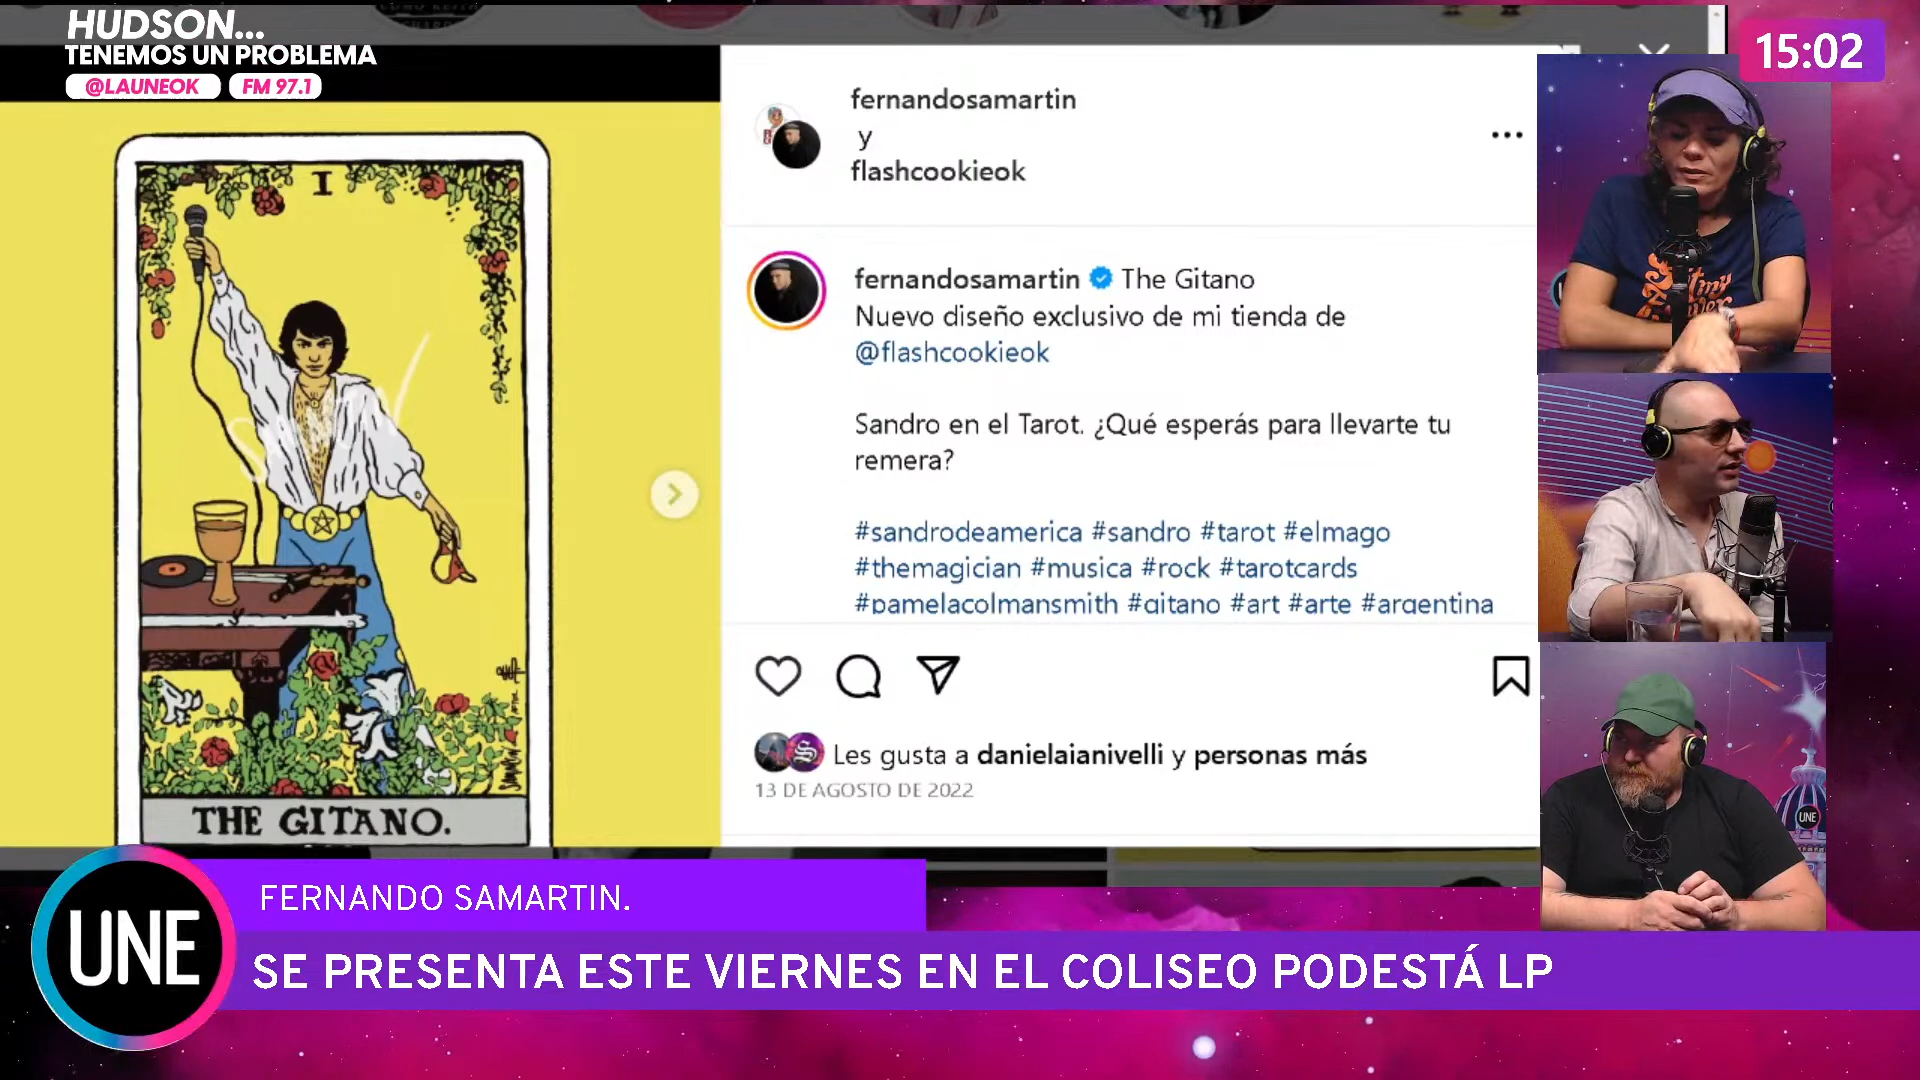 HUDSON...
TENEMOS UN PROBLEMA
@LAUNEOK
FM 97.1
15:02
I
THE GITANO.
fernandosamartin
y
flashcookieok
fernandosamartin The Gitano
Nuevo diseño exclusivo de mi tienda de
@flashcookieok
Sandro en el Tarot. ¿Qué esperás para llevarte tu
remera?
#sandrodeamerica #sandro #tarot #elmago
#themagician #musica #rock #tarotcards
#pamelacolmansmith #gitano #art #arte #argentina
Les gusta a danielaianivelli y personas más
13 DE AGOSTO DE 2022
UNE
UNE
FERNANDO SAMARTIN.
SE PRESENTA ESTE VIERNES EN EL COLISEO PODESTÁ LP